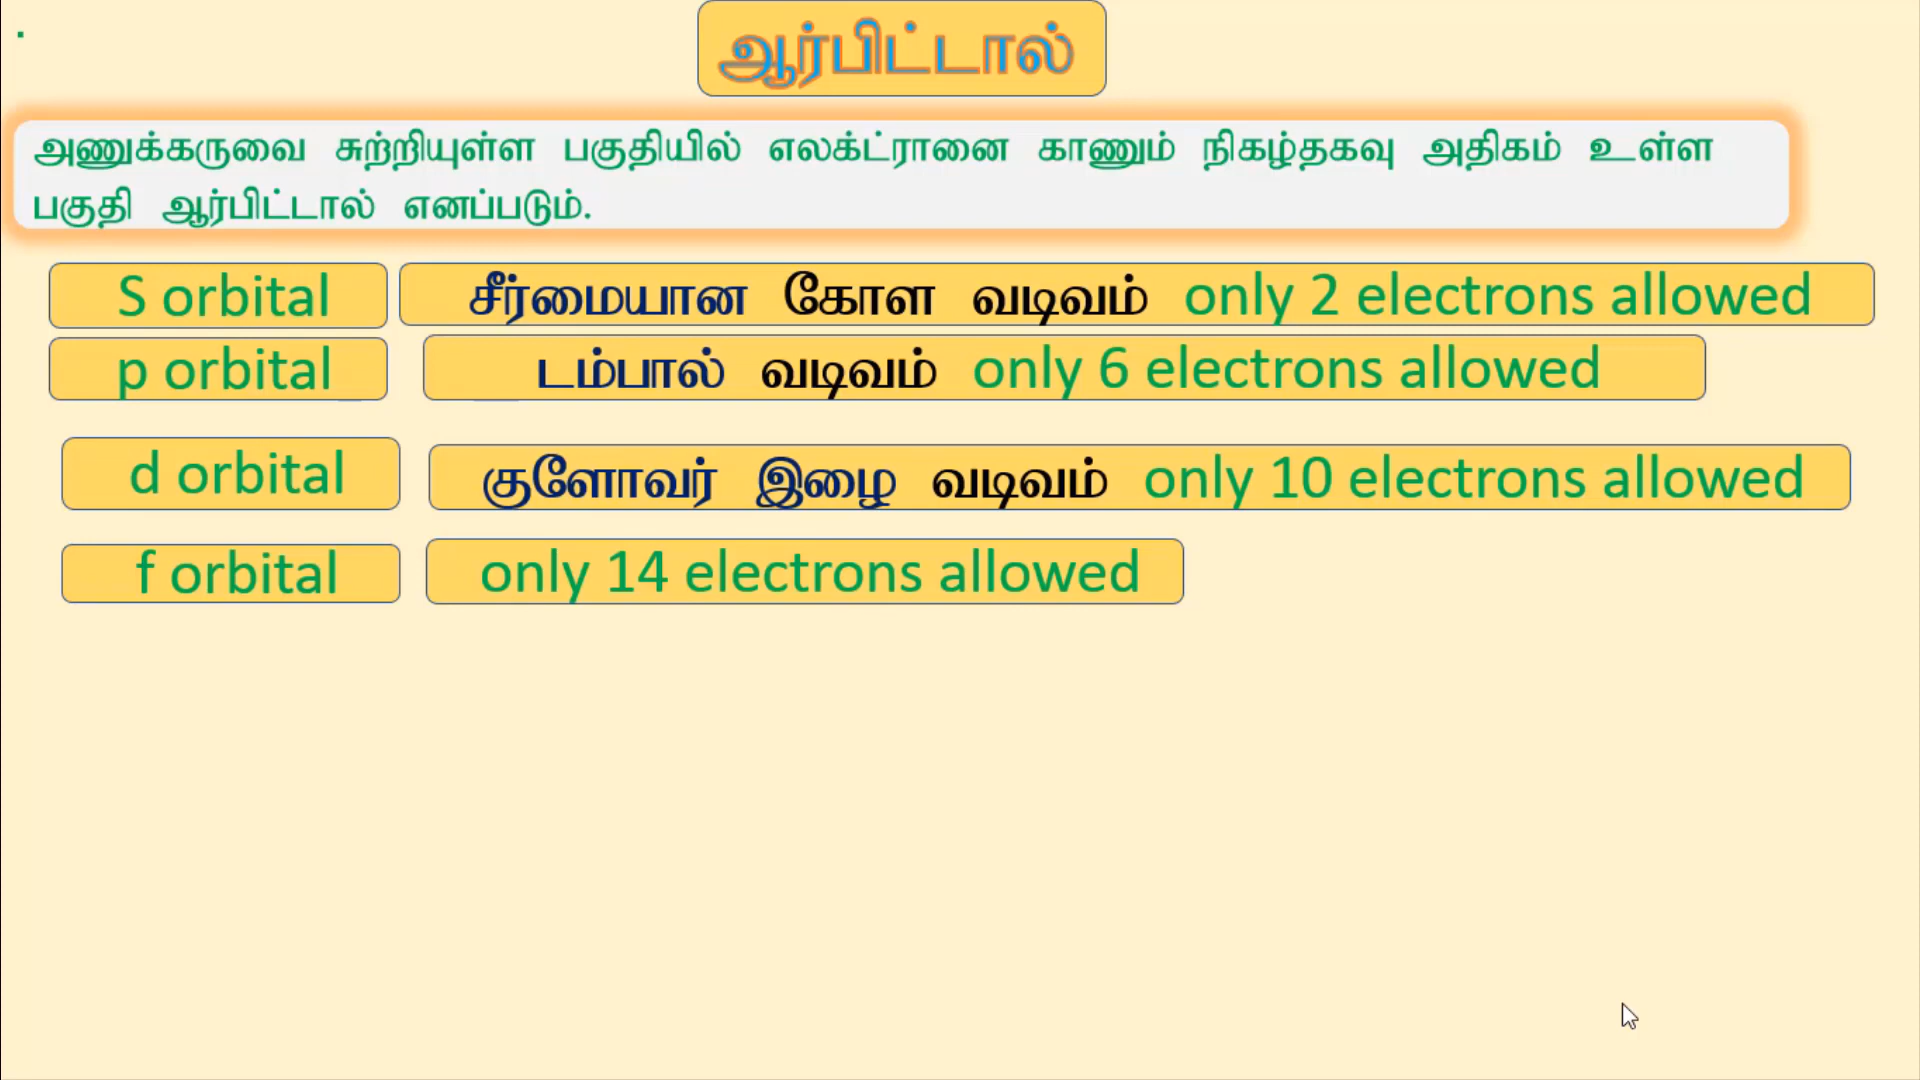 ஆர்பிட்டால்
அணுக்கருவை சுற்றியுள்ள பகுதியில் எலக்ட்ரானை காணும் நிகழ்தகவு அதிகம் உள்ள
பகுதி ஆர்பிட்டால் எனப்படும்.
S orbital சீர்மையான கோள வடிவம் only 2 electrons allowed
p orbital டம்பால் வடிவம் only 6 electrons allowed
d orbital குளோவர் இழை வடிவம் only 10 electrons allowed
f orbital only 14 electrons allowed